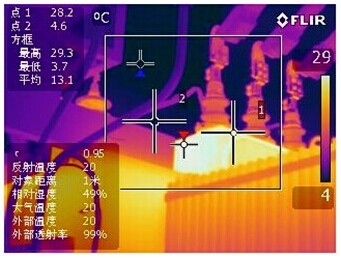 点 1 28.2
点 2 4.6
方框
最高 29.3
最低 3.7
平均 13.1
℃
FLIR
29
2
1
ε 0.95
反射温度 20
对象距离 1米
相对湿度 49%
大气温度 20
外部温度 20
外部透射率 99%
4